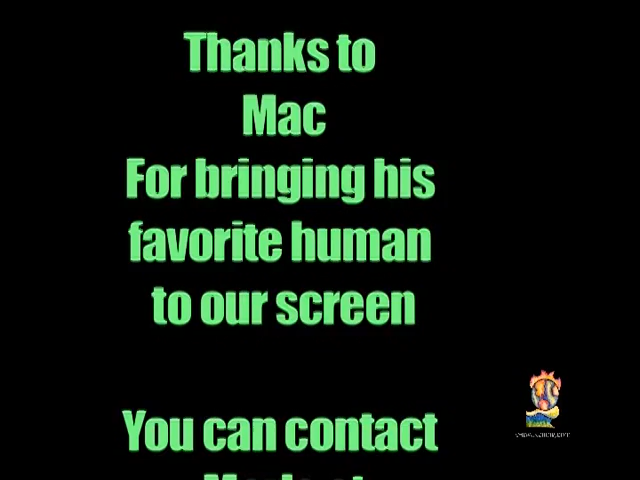 Thanks to
Mac
For bringing his
favorite human
to our screen
You can contact